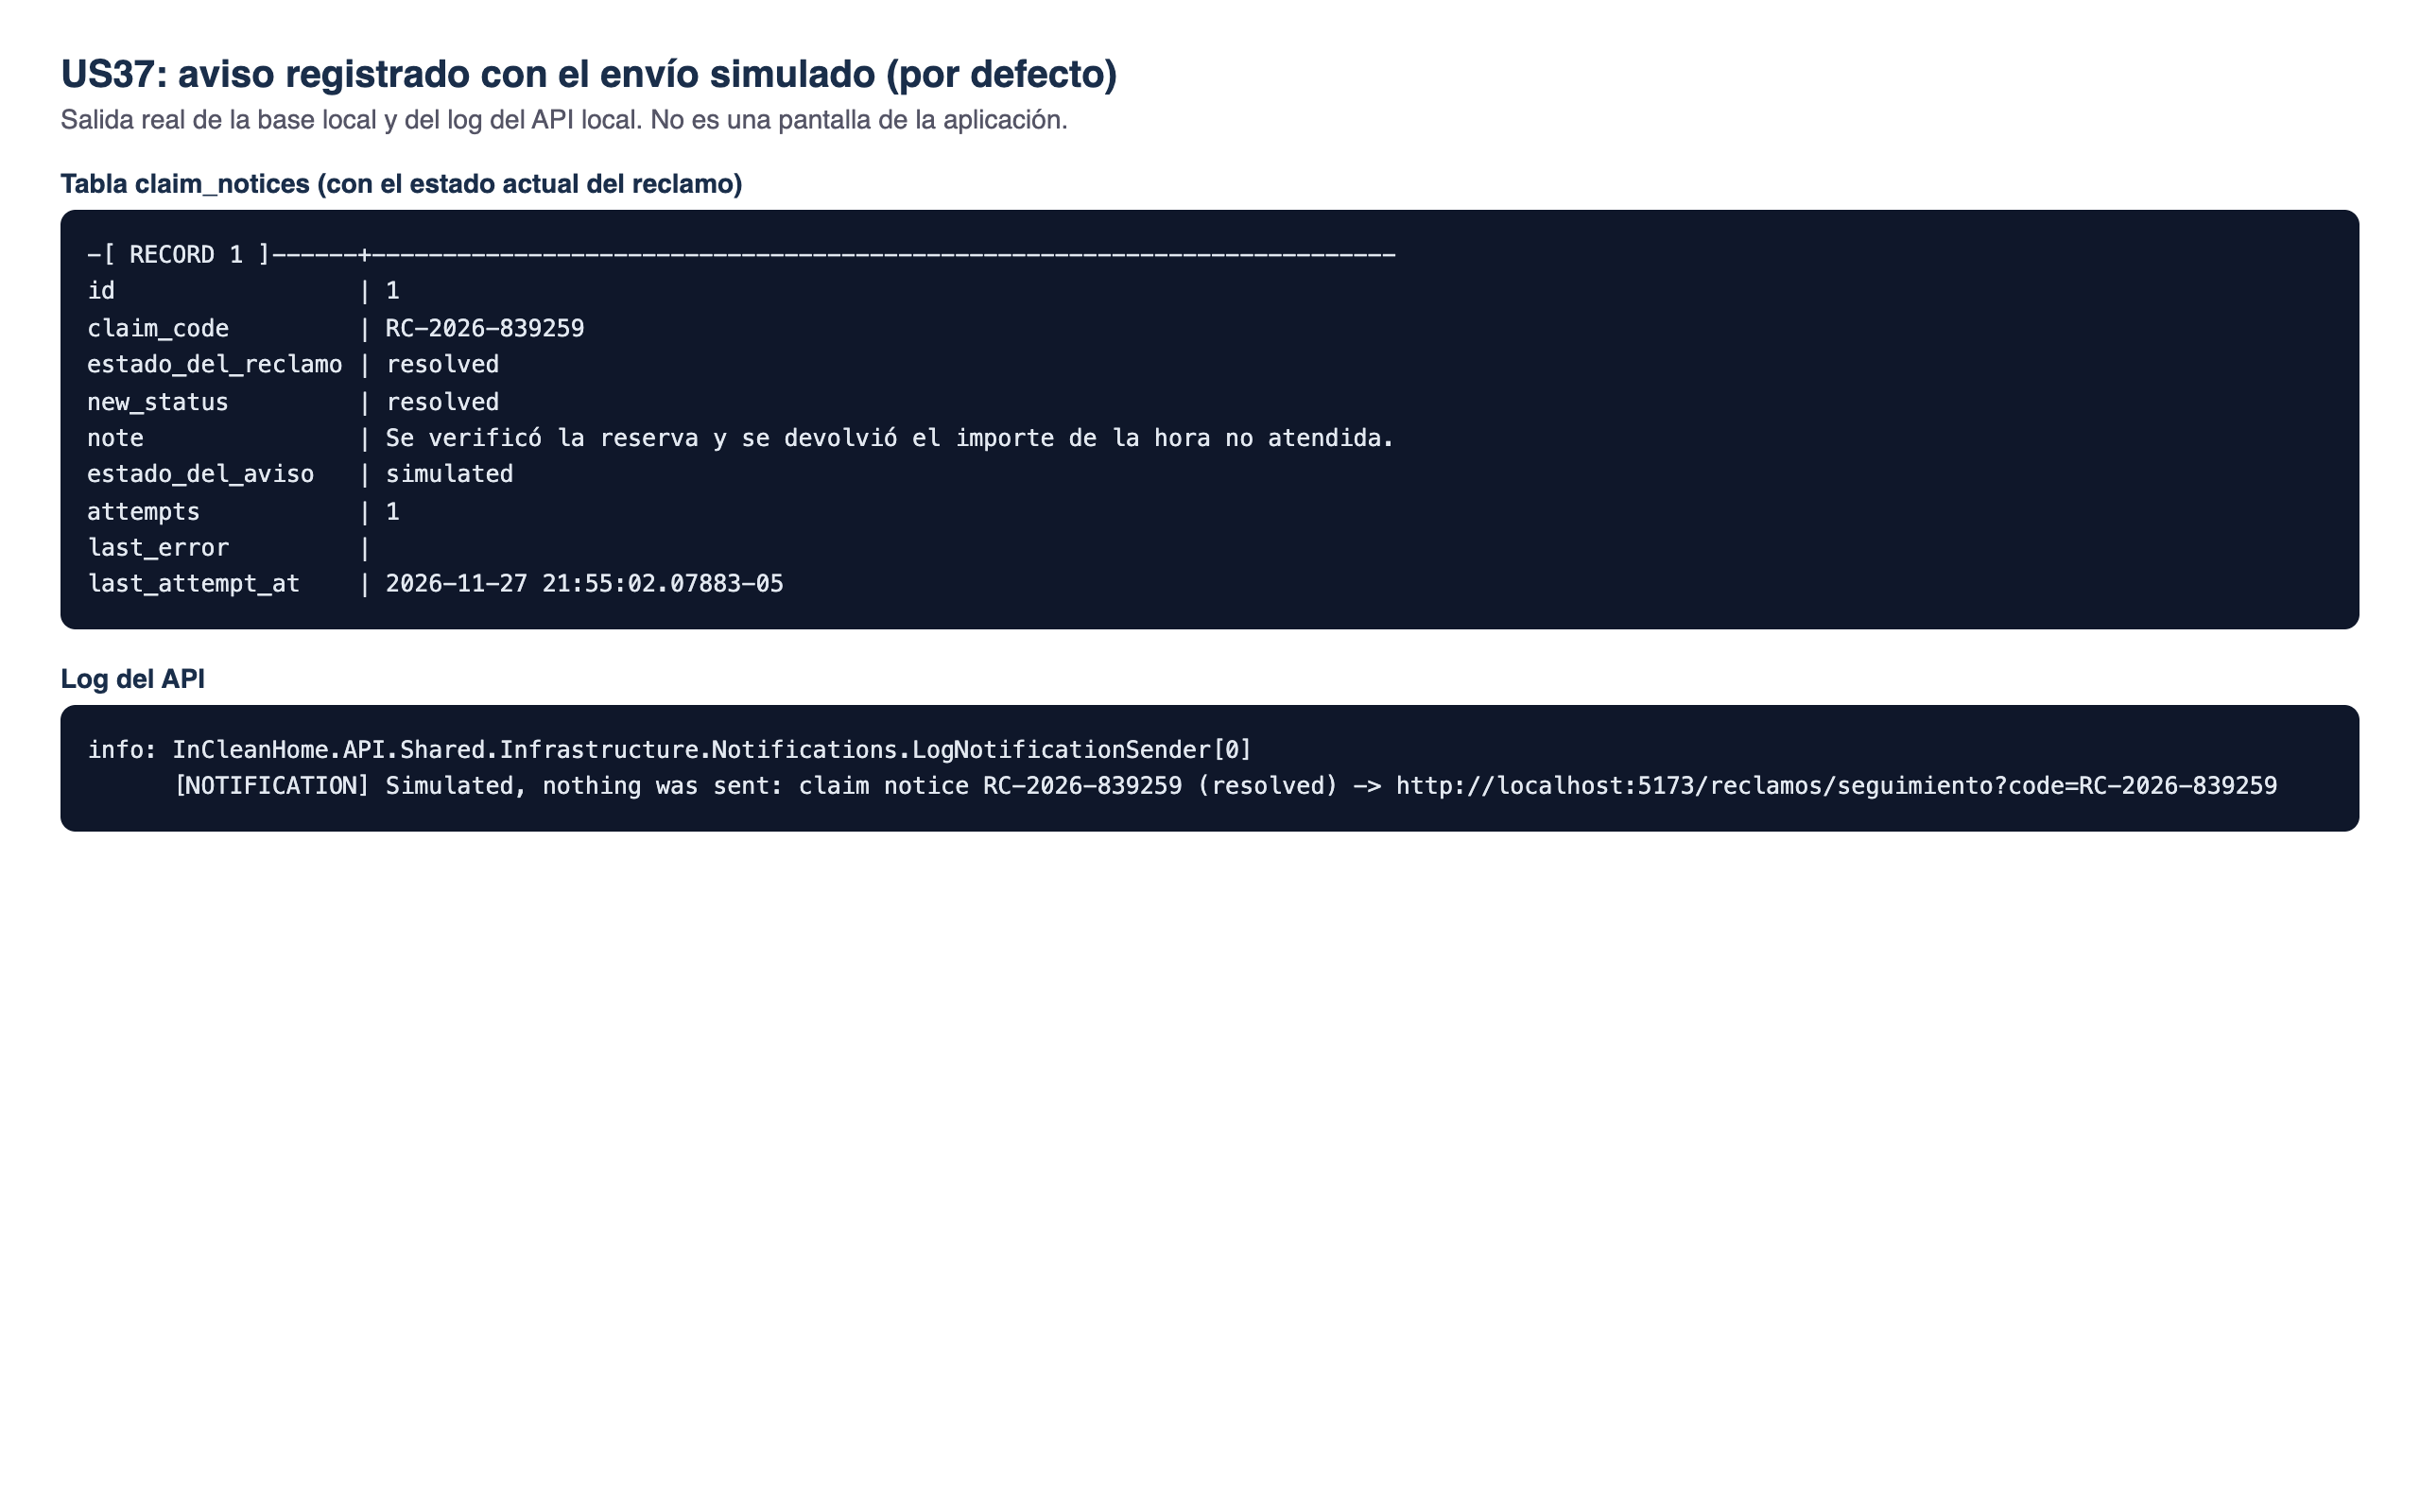 US37: aviso registrado con el envío simulado (por defecto)
Salida real de la base local y del log del API local. No es una pantalla de la aplicación.
Tabla claim_notices (con el estado actual del reclamo)
-[ RECORD 1 ]------+------------------------------------------------------------------------
id                 | 1
claim_code         | RC-2026-839259
estado_del_reclamo | resolved
new_status         | resolved
note               | Se verificó la reserva y se devolvió el importe de la hora no atendida.
estado_del_aviso   | simulated
attempts           | 1
last_error         |
last_attempt_at    | 2026-11-27 21:55:02.07883-05
Log del API
info: InCleanHome.API.Shared.Infrastructure.Notifications.LogNotificationSender[0]
      [NOTIFICATION] Simulated, nothing was sent: claim notice RC-2026-839259 (resolved) -> http://localhost:5173/reclamos/seguimiento?code=RC-2026-839259